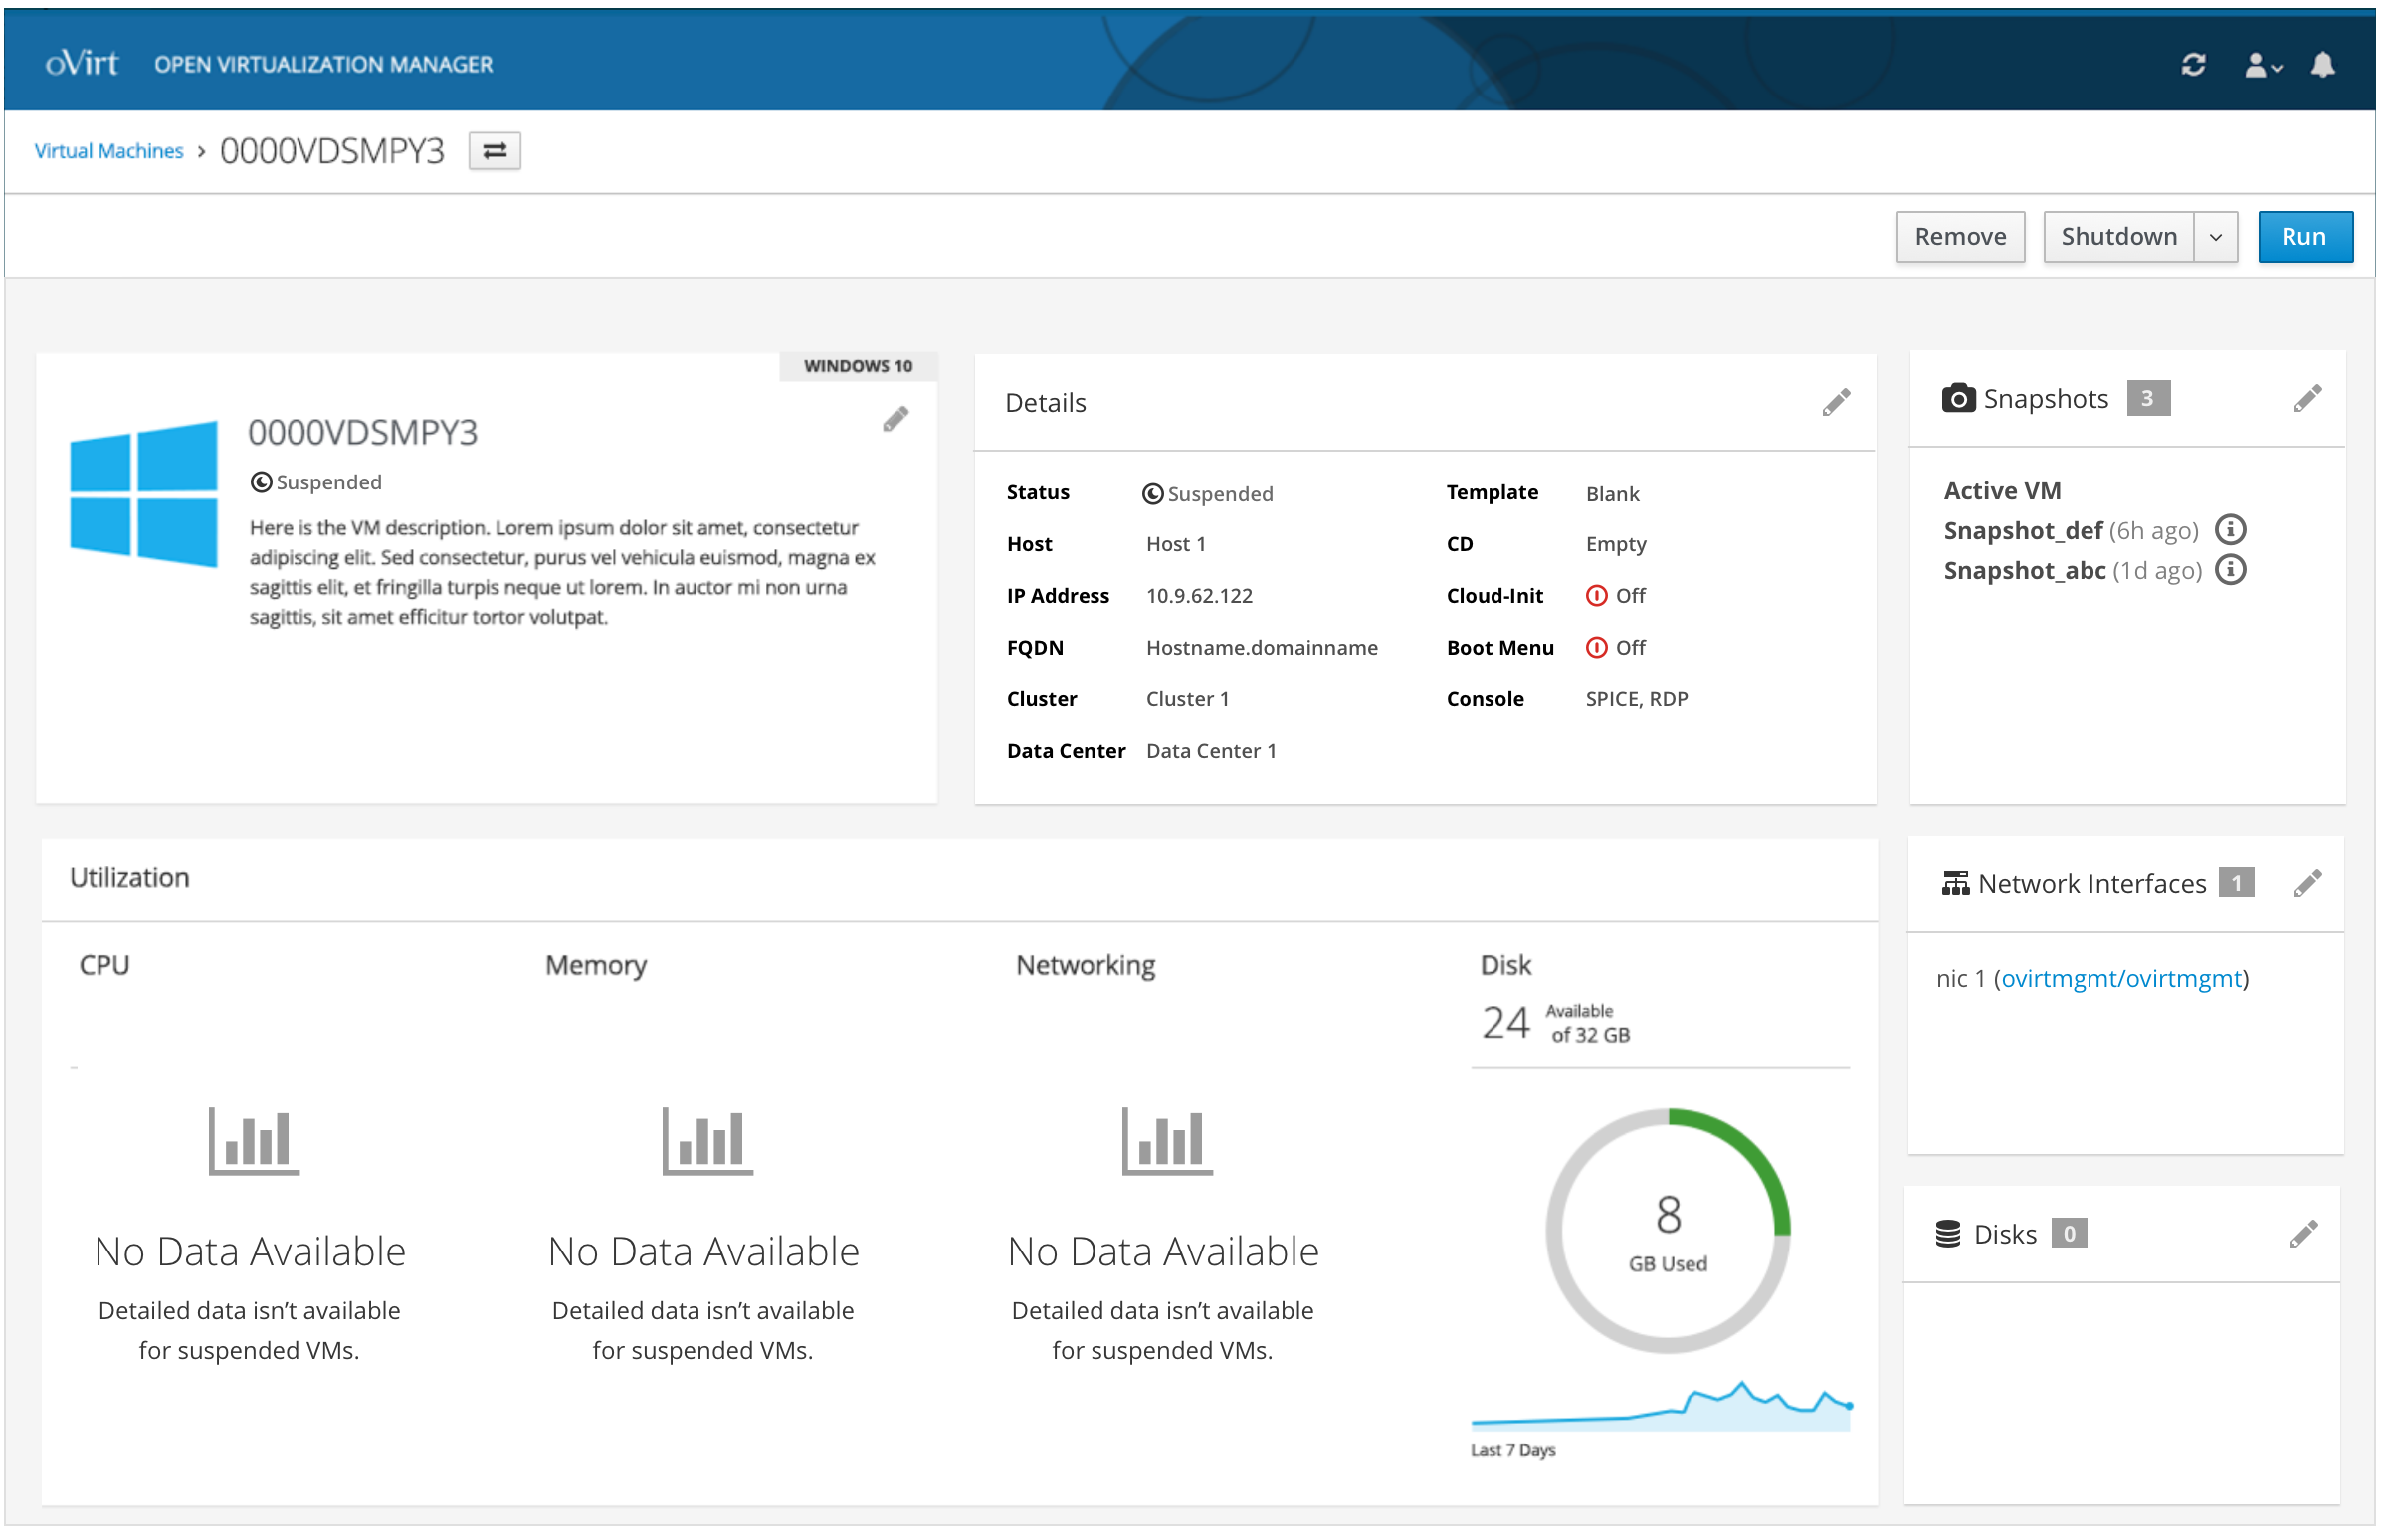 oVirt OPEN VIRTUALIZATION MANAGER
Virtual Machines > 0000VDSMPY3
Remove Shutdown Run
WINDOWS 10
0000VDSMPY3
Suspended
Here is the VM description. Lorem ipsum dolor sit amet, consectetur
adipiscing elit. Sed consectetur, purus vel vehicula euismod, magna ex
sagittis elit, et fringilla turpis neque ut lorem. In auctor mi non urna
sagittis, sit amet efficitur tortor volutpat.
Details
Status Suspended
Host Host 1
IP Address 10.9.62.122
FQDN Hostname.domainname
Cluster Cluster 1
Data Center Data Center 1
Template Blank
CD Empty
Cloud-Init Off
Boot Menu Off
Console SPICE, RDP
Snapshots 3
Active VM
Snapshot_def (6h ago)
Snapshot_abc (1d ago)
Utilization
CPU
No Data Available
Detailed data isn’t available
for suspended VMs.
Memory
No Data Available
Detailed data isn’t available
for suspended VMs.
Networking
No Data Available
Detailed data isn’t available
for suspended VMs.
Disk
24 Available
of 32 GB
8
GB Used
Last 7 Days
Network Interfaces 1
nic 1 (ovirtmgmt/ovirtmgmt)
Disks 0